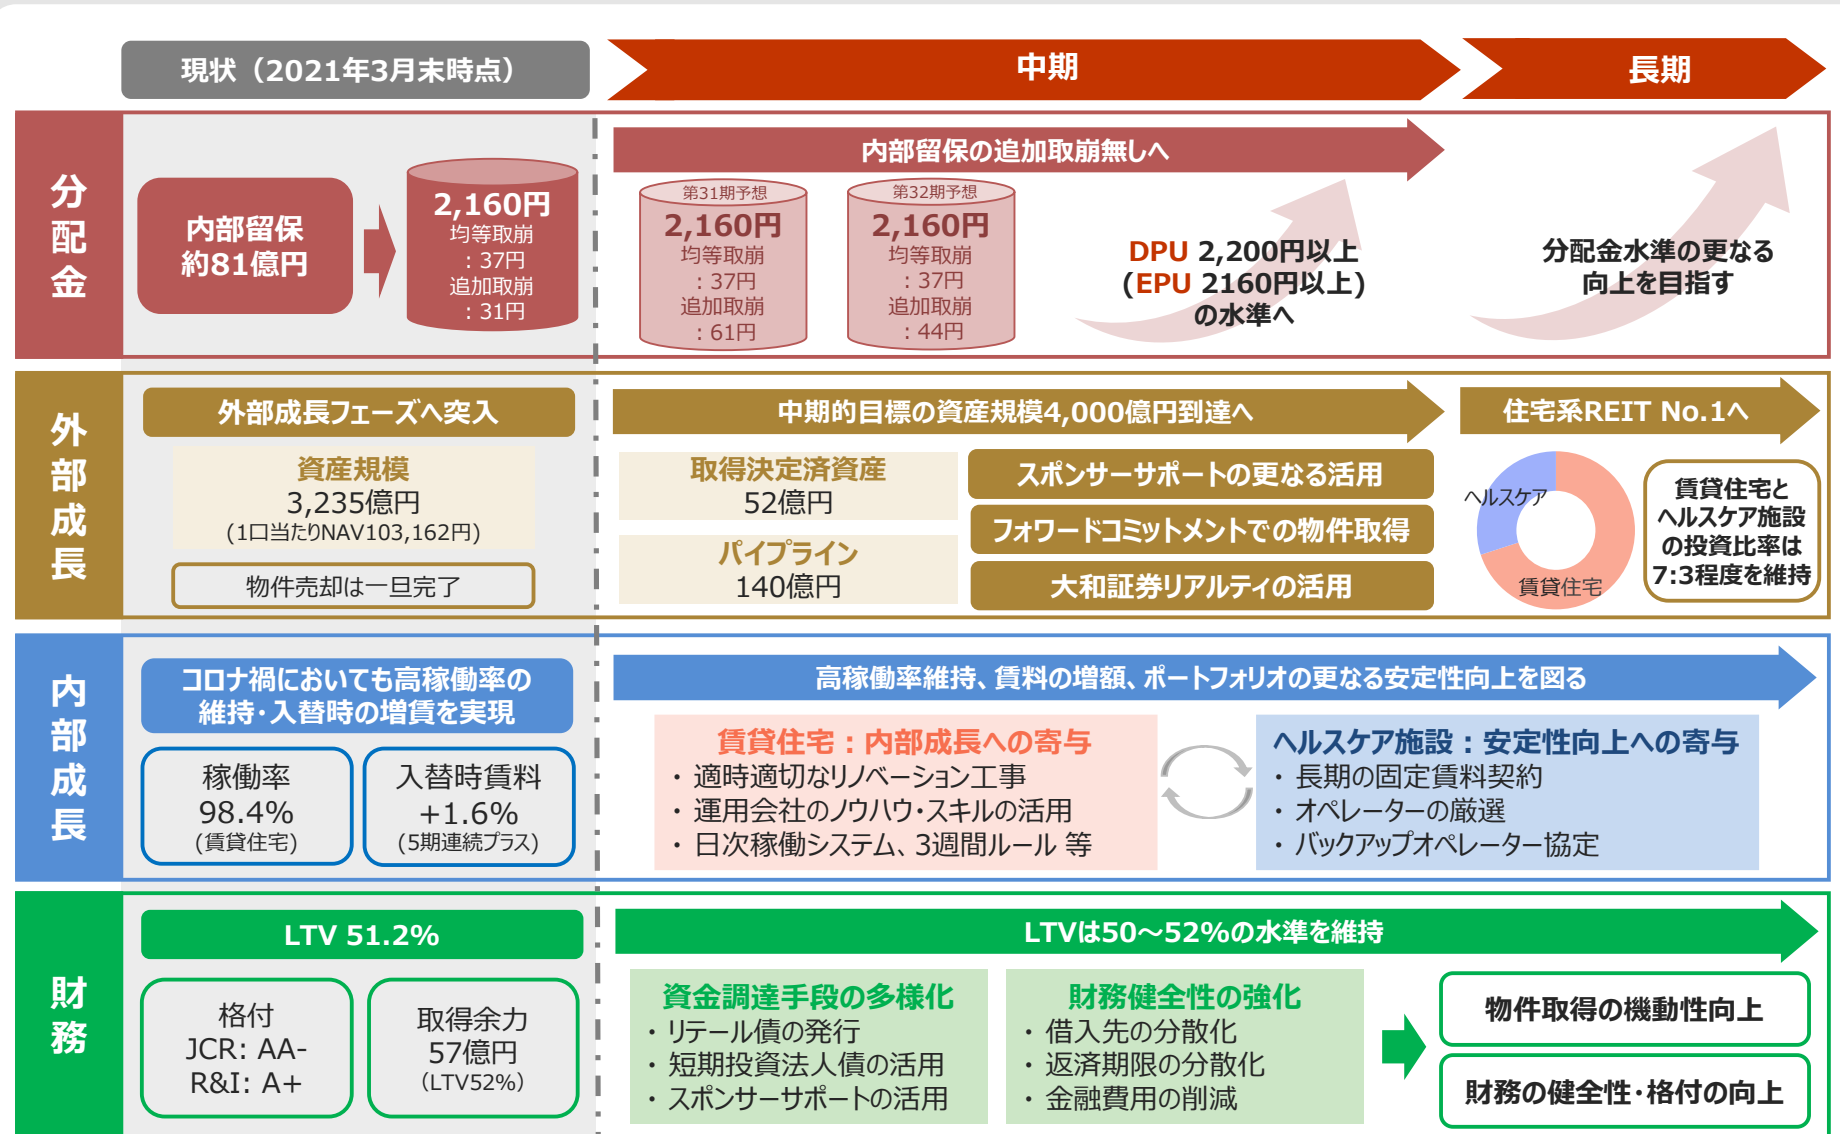 現状（2021年3月末時点）
中期
長期
分配金
内部留保
約81億円
2,160円
均等取崩
：37円
追加取崩
：31円
内部留保の追加取崩無しへ
第31期予想
2,160円
均等取崩
：37円
追加取崩
：61円
第32期予想
2,160円
均等取崩
：37円
追加取崩
：44円
DPU 2,200円以上
(EPU 2160円以上)
の水準へ
分配金水準の更なる
向上を目指す
外部成長
外部成長フェーズへ突入
資産規模
3,235億円
(1口当たりNAV103,162円)
物件売却は一旦完了
中期的目標の資産規模4,000億円到達へ
取得決定済資産
52億円
パイプライン
140億円
スポンサーサポートの更なる活用
フォワードコミットメントでの物件取得
大和証券リアルティの活用
住宅系REIT No.1へ
ヘルスケア
賃貸住宅
賃貸住宅と
ヘルスケア施設
の投資比率は
7:3程度を維持
内部成長
コロナ禍においても高稼働率の
維持・入替時の増賃を実現
稼働率
98.4%
(賃貸住宅)
入替時賃料
+1.6%
(5期連続プラス)
高稼働率維持、賃料の増額、ポートフォリオの更なる安定性向上を図る
賃貸住宅：内部成長への寄与
・適時適切なリノベーション工事
・運用会社のノウハウ・スキルの活用
・日次稼働システム、3週間ルール 等
ヘルスケア施設：安定性向上への寄与
・長期の固定賃料契約
・オペレーターの厳選
・バックアップオペレーター協定
財務
LTV 51.2%
格付
JCR: AA-
R&I: A+
取得余力
57億円
(LTV52%)
LTVは50～52%の水準を維持
資金調達手段の多様化
・リテール債の発行
・短期投資法人債の活用
・スポンサーサポートの活用
財務健全性の強化
・借入先の分散化
・返済期限の分散化
・金融費用の削減
物件取得の機動性向上
財務の健全性・格付の向上